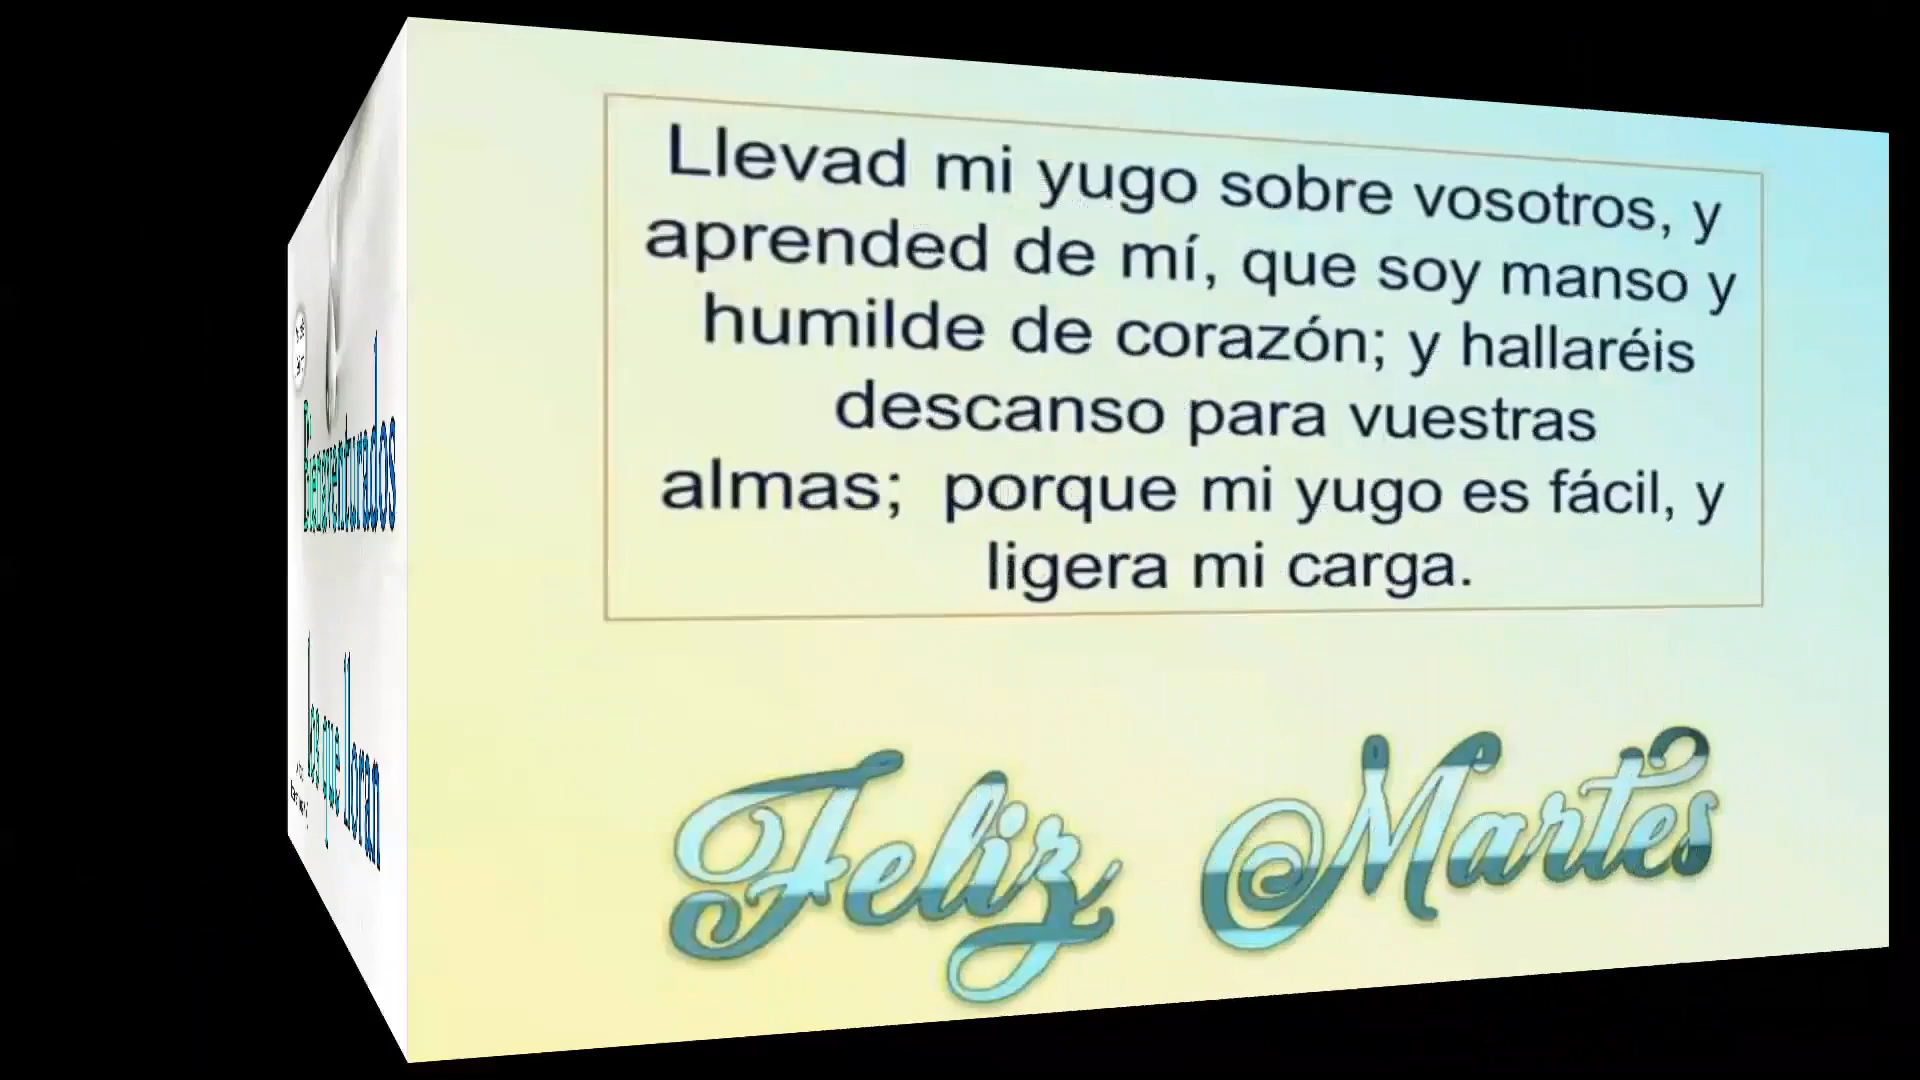 Llevad mi yugo sobre vosotros, y
aprended de mí, que soy manso y
humilde de corazón; y hallaréis
descanso para vuestras
almas; porque mi yugo es fácil, y
ligera mi carga.
Feliz Martes
Bienaventurados
los que lloran